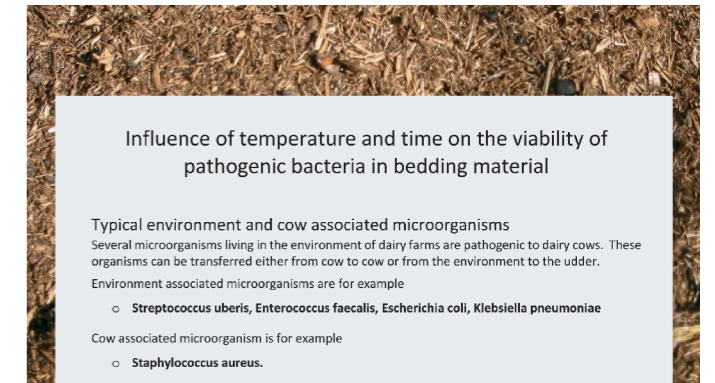 Influence of temperature and time on the viability of
pathogenic bacteria in bedding material
Typical environment and cow associated microorganisms
Several microorganisms living in the environment of dairy farms are pathogenic to dairy cows.  These
organisms can be transferred either from cow to cow or from the environment to the udder.
Environment associated microorganisms are for example
o Streptococcus uberis, Enterococcus faecalis, Escherichia coli, Klebsiella pneumoniae
Cow associated microorganism is for example
o Staphylococcus aureus.